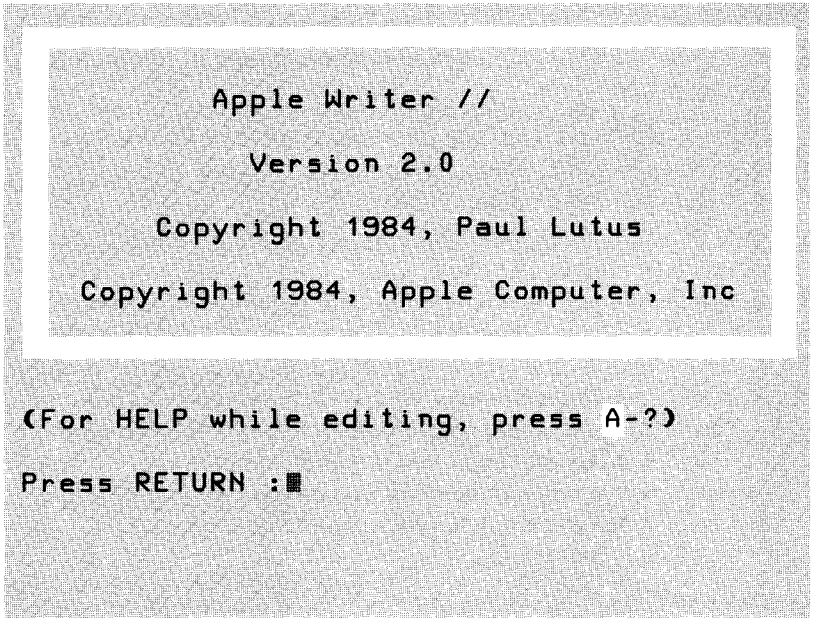 Apple Writer //
Version 2.0
Copyright 1984, Paul Lutus
Copyright 1984, Apple Computer, Inc
(For HELP while editing, press A-?)
Press RETURN :